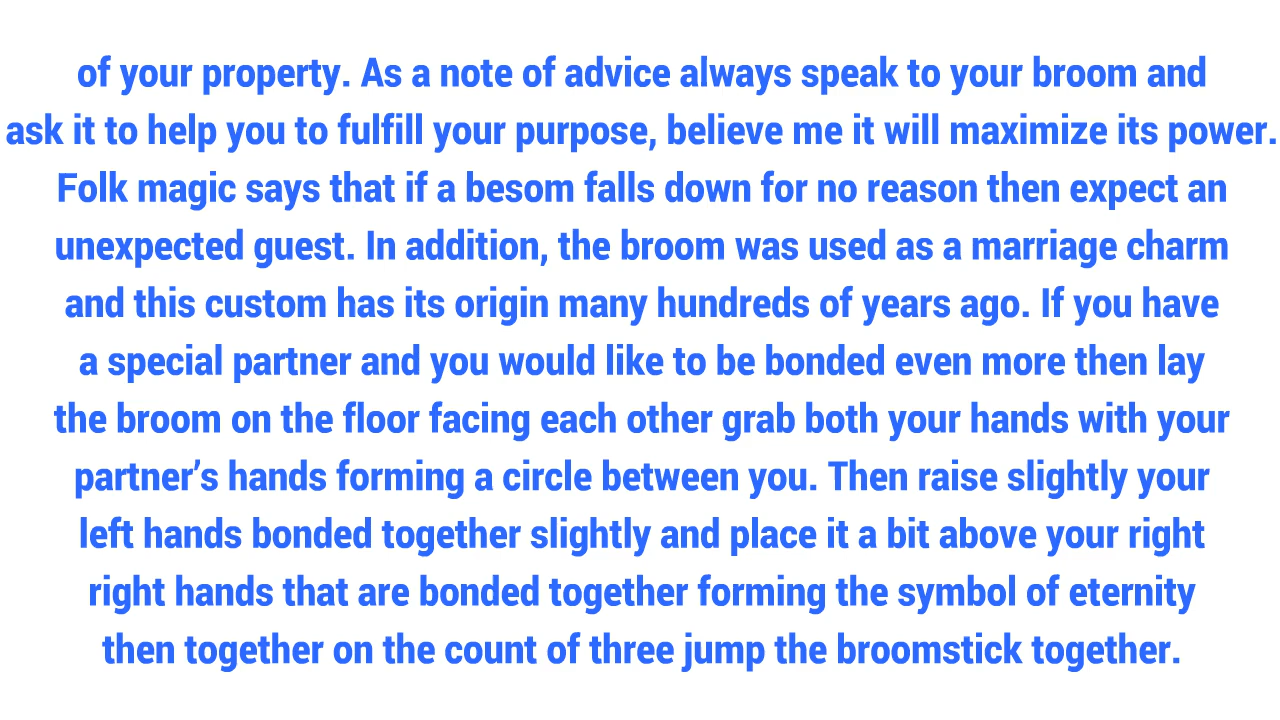 of your property. As a note of advice always speak to your broom and
ask it to help you to fulfill your purpose, believe me it will maximize its power.
Folk magic says that if a besom falls down for no reason then expect an
unexpected guest. In addition, the broom was used as a marriage charm
and this custom has its origin many hundreds of years ago. If you have
a special partner and you would like to be bonded even more then lay
the broom on the floor facing each other grab both your hands with your
partner’s hands forming a circle between you. Then raise slightly your
left hands bonded together slightly and place it a bit above your right
right hands that are bonded together forming the symbol of eternity
then together on the count of three jump the broomstick together.